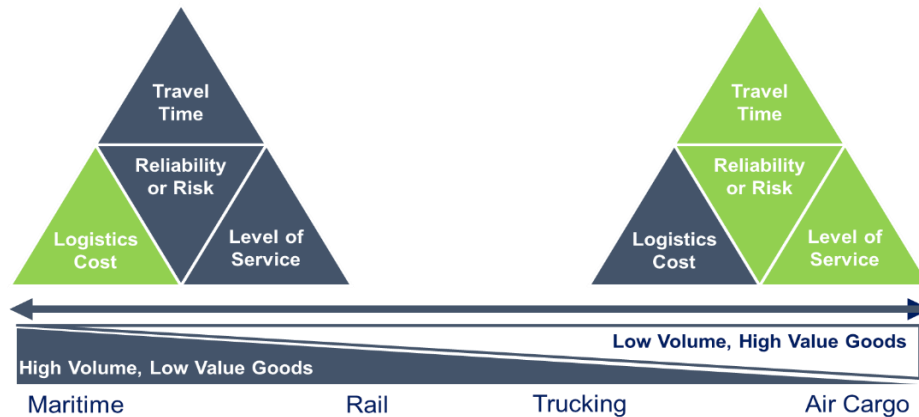 Travel
Time
Reliability
or Risk
Logistics
Cost
Level of
Service
Travel
Time
Reliability
or Risk
Logistics
Cost
Level of
Service
Low Volume, High Value Goods
High Volume, Low Value Goods
Maritime
Rail
Trucking
Air Cargo